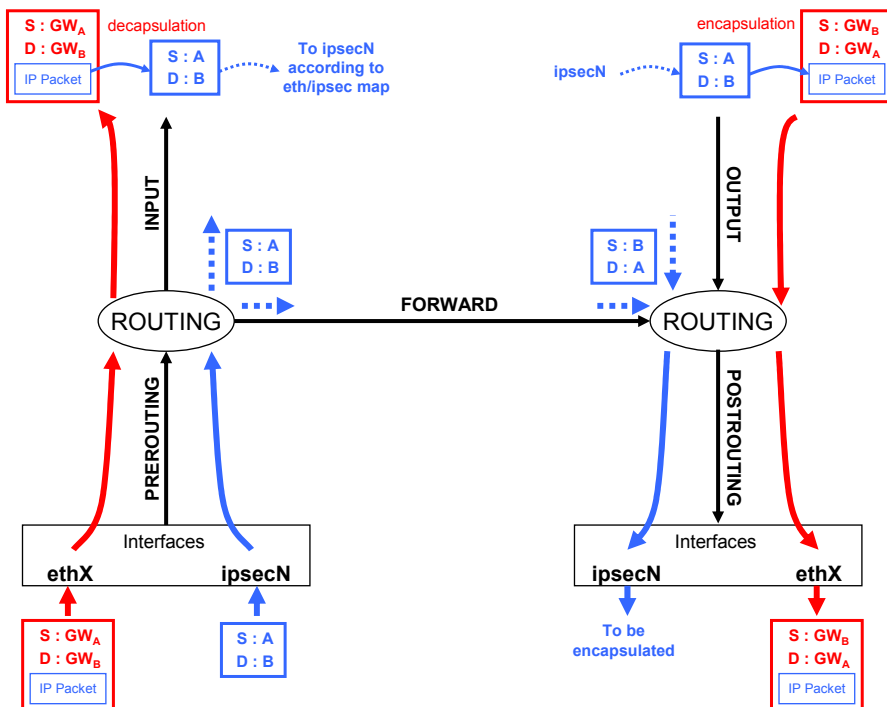 S : GWA
D : GWB
IP Packet
decapsulation
S : A
D : B
To ipsecN
according to
eth/ipsec map
ipsecN
S : A
D : B
encapsulation
S : GWB
D : GWA
IP Packet
INPUT
OUTPUT
S : A
D : B
S : B
D : A
ROUTING
FORWARD
ROUTING
PREROUTING
POSTROUTING
Interfaces
ethX
ipsecN
Interfaces
ipsecN
ethX
S : GWA
D : GWB
IP Packet
S : A
D : B
To be
encapsulated
S : GWB
D : GWA
IP Packet